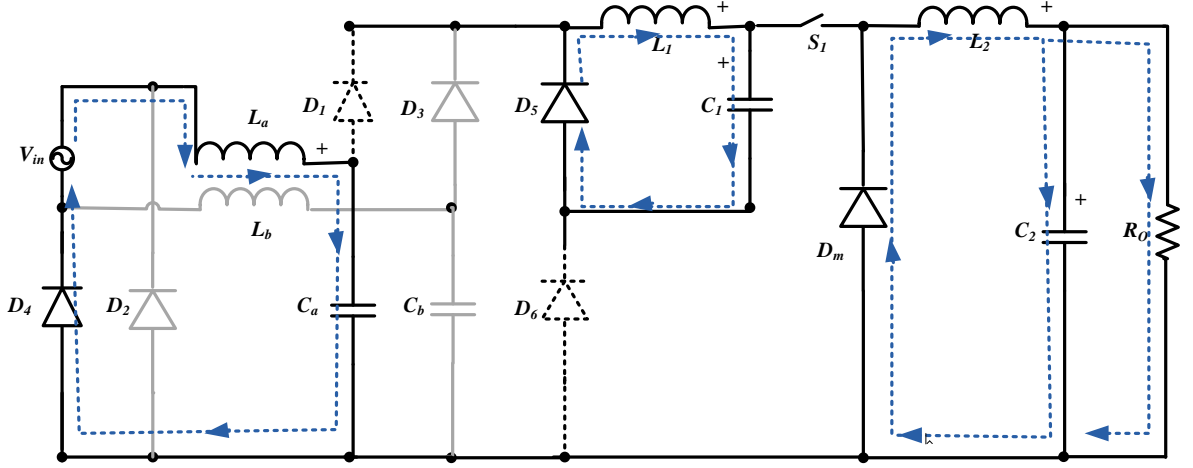 + + +
L1 S1 L2
+
D1 D3 D5 C1
La
Vin +
Lb + 
Dm C2 RO
D4 D2 Ca Cb D6